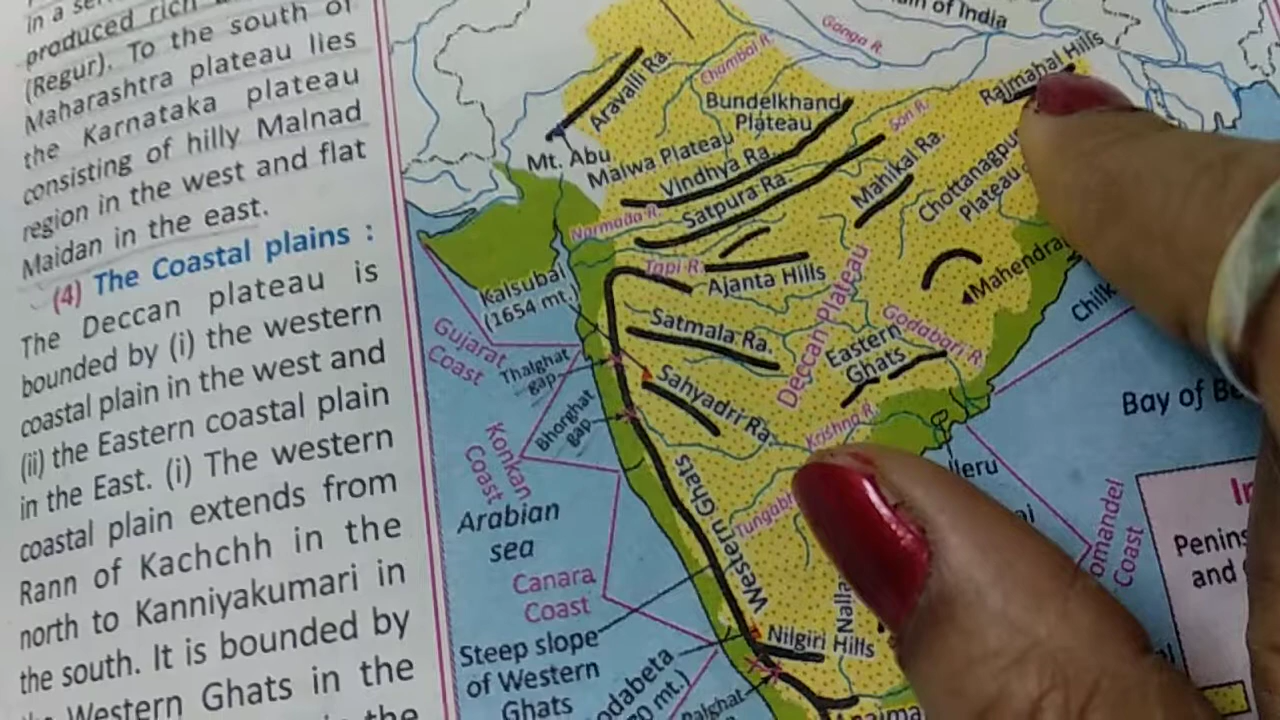 in a
produced rich
(Regur). To the south of
Maharashtra plateau lies
the Karnataka plateau
consisting of hilly Malnad
region in the west and flat
Maidan in the east.
(4) The Coastal plains :
The Deccan plateau is
bounded by (i) the western
coastal plain in the west and
(ii) the Eastern coastal plain
in the East. (i) The western
coastal plain extends from
Rann of Kachchh in the
north to Kanniyakumari in
the south. It is bounded by
Western Ghats in the
the
of India
Ganga R.
Chambal R.
Aravalli Ra.
Rajmahal Hills
Bundelkhand
Plateau
Son R.
Mt. Abu
Malwa Plateau
Vindhya Ra.
Mahikal Ra.
Satpura Ra.
Plateau
Narmada R.
Tapi R.
Ajanta Hills
Kalsubai
(1654 mt.)
Deccan Plateau
Gujarat
Coast
Thalghat
gap
Satmala Ra.
Eastern
Ghats
Godabari R.
Bay of
Bhorghat
gap
Sahyadri Ra.
Krishna R.
Konkan
Coast
Arabian
sea
Western Ghats
Coast
Canara
Coast
Steep slope
of Western
Ghats
Nilgiri Hills
Palghat
and